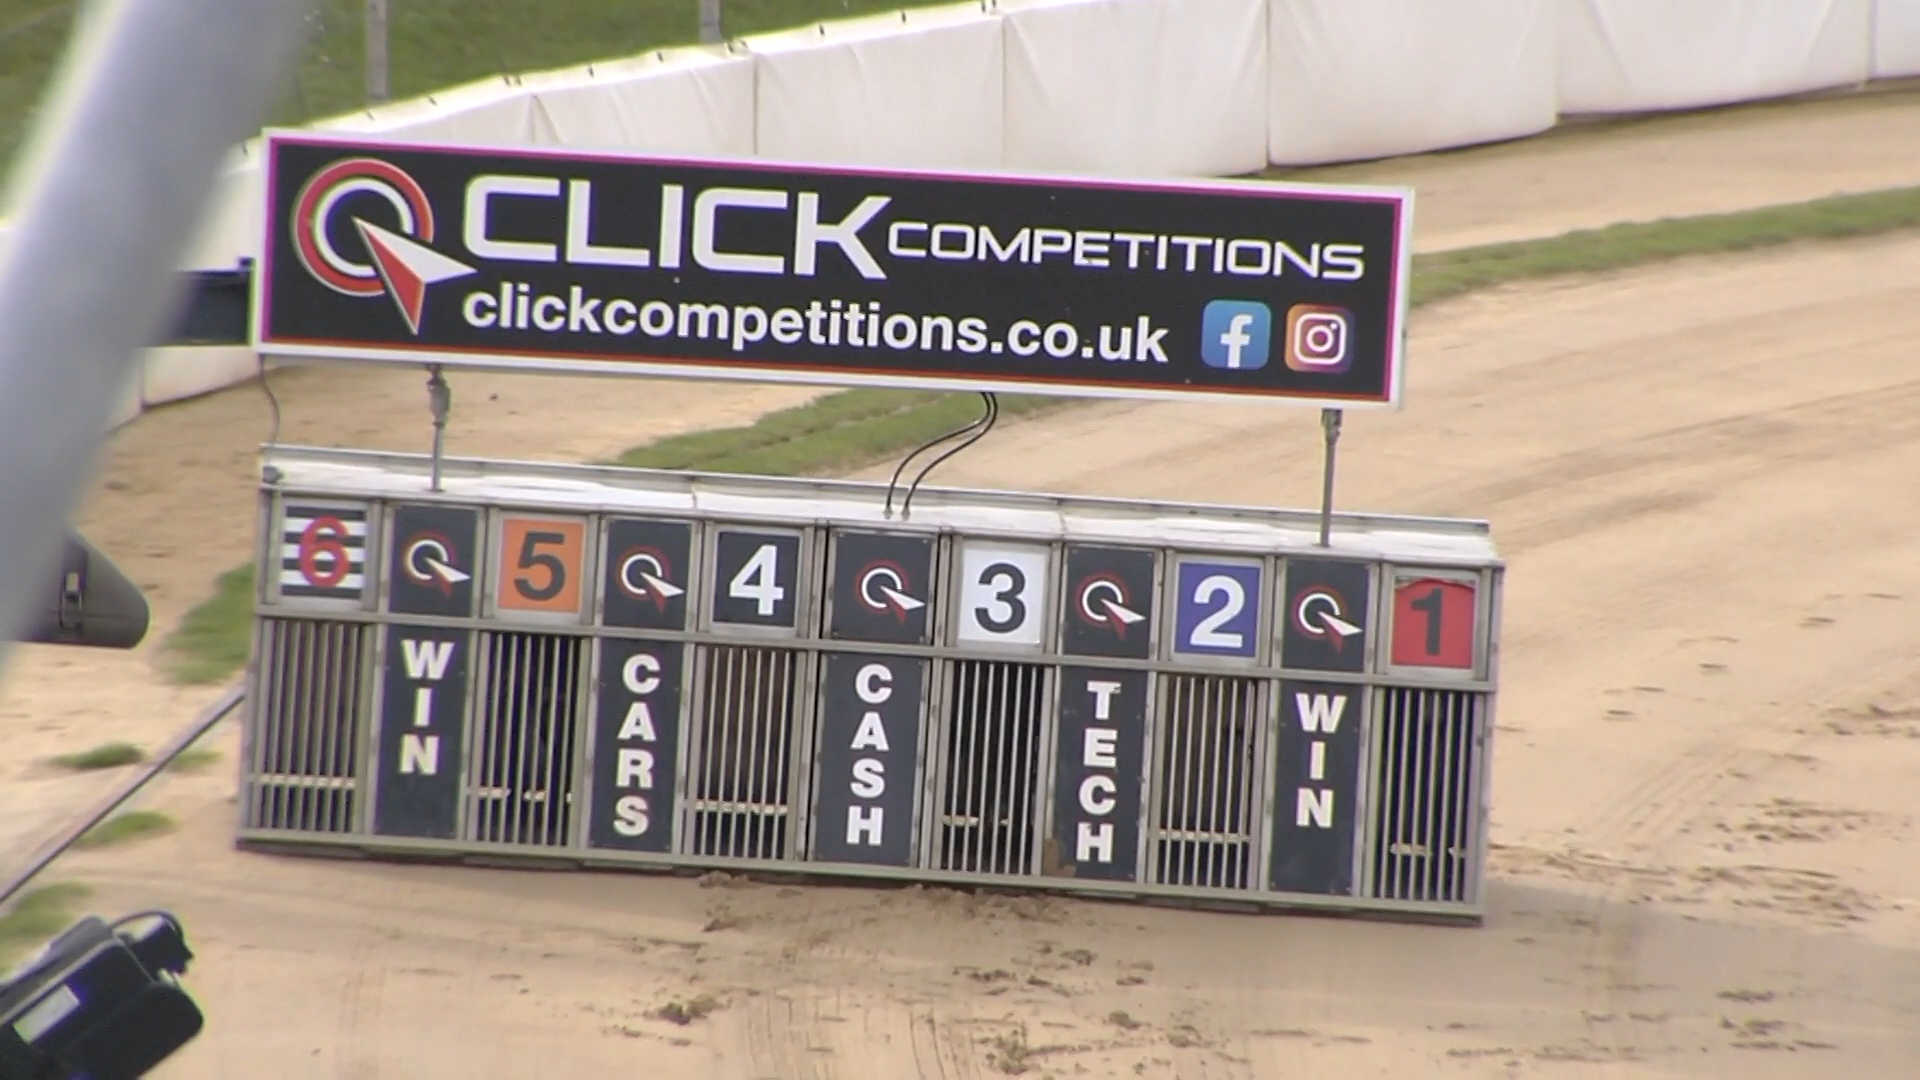 CLICK COMPETITIONS
clickcompetitions.co.uk
6 5 4 3 2 1
WIN
CARS
CASH
TECH
WIN